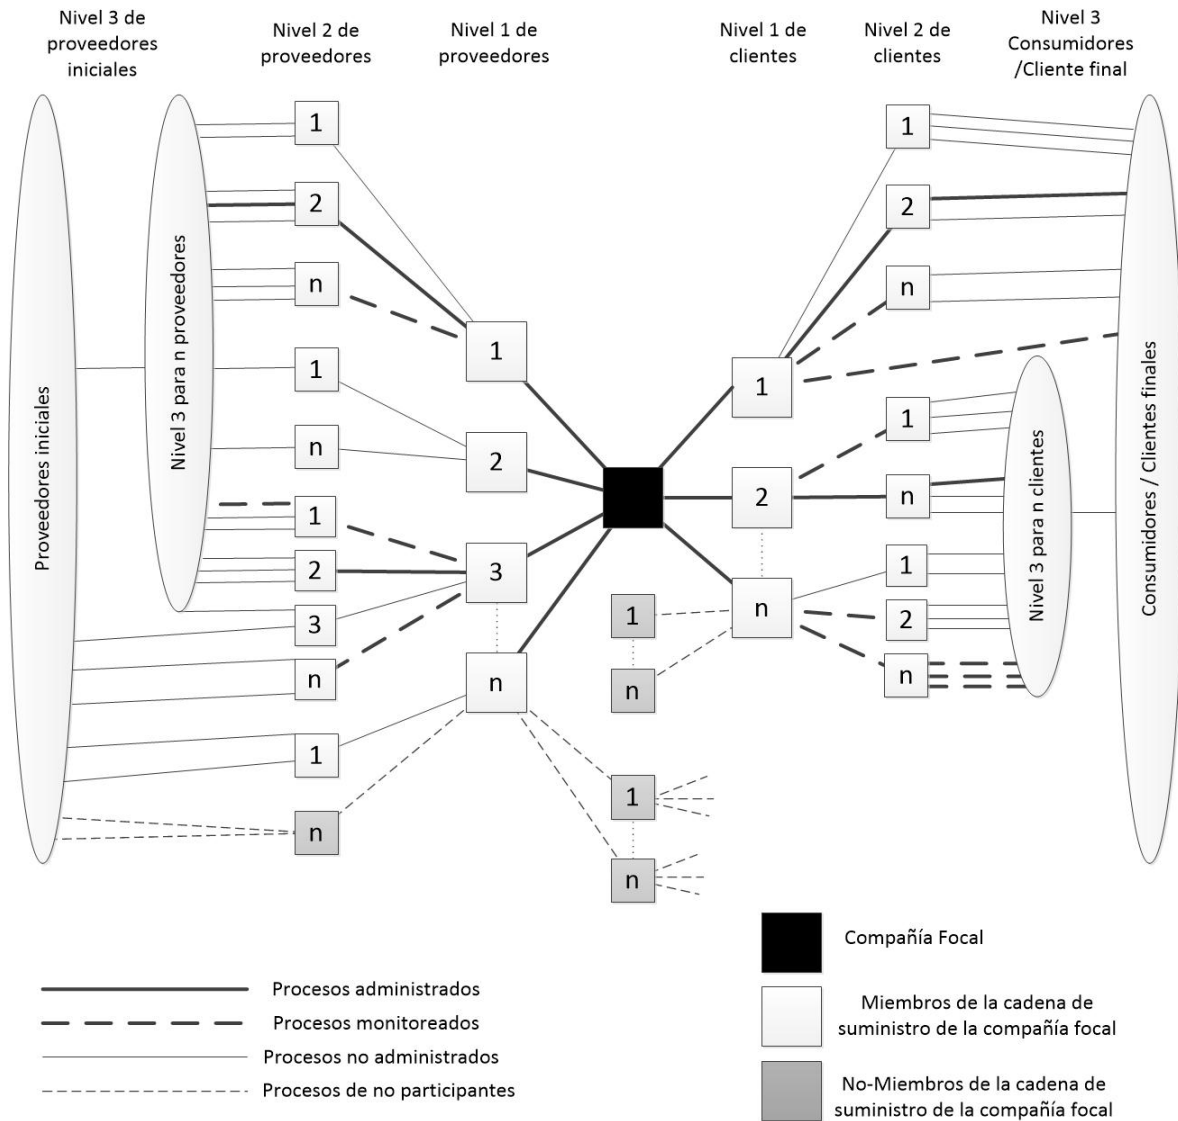 Nivel 3 de
proveedores
iniciales
Nivel 2 de
proveedores
Nivel 1 de
proveedores
Nivel 1 de
clientes
Nivel 2 de
clientes
Nivel 3
Consumidores
/Cliente final
Proveedores iniciales
Nivel 3 para n proveedores
1
2
n
1
n
1
2
3
n
1
n
1
2
3
n
1
n
1
n
1
2
n
1
2
n
1
n
1
2
n
Nivel 3 para n clientes
Consumidores / Clientes finales
Procesos administrados
Procesos monitoreados
Procesos no administrados
Procesos de no participantes
Compañía Focal
Miembros de la cadena de
suministro de la compañía focal
No-Miembros de la cadena de
suministro de la compañía focal